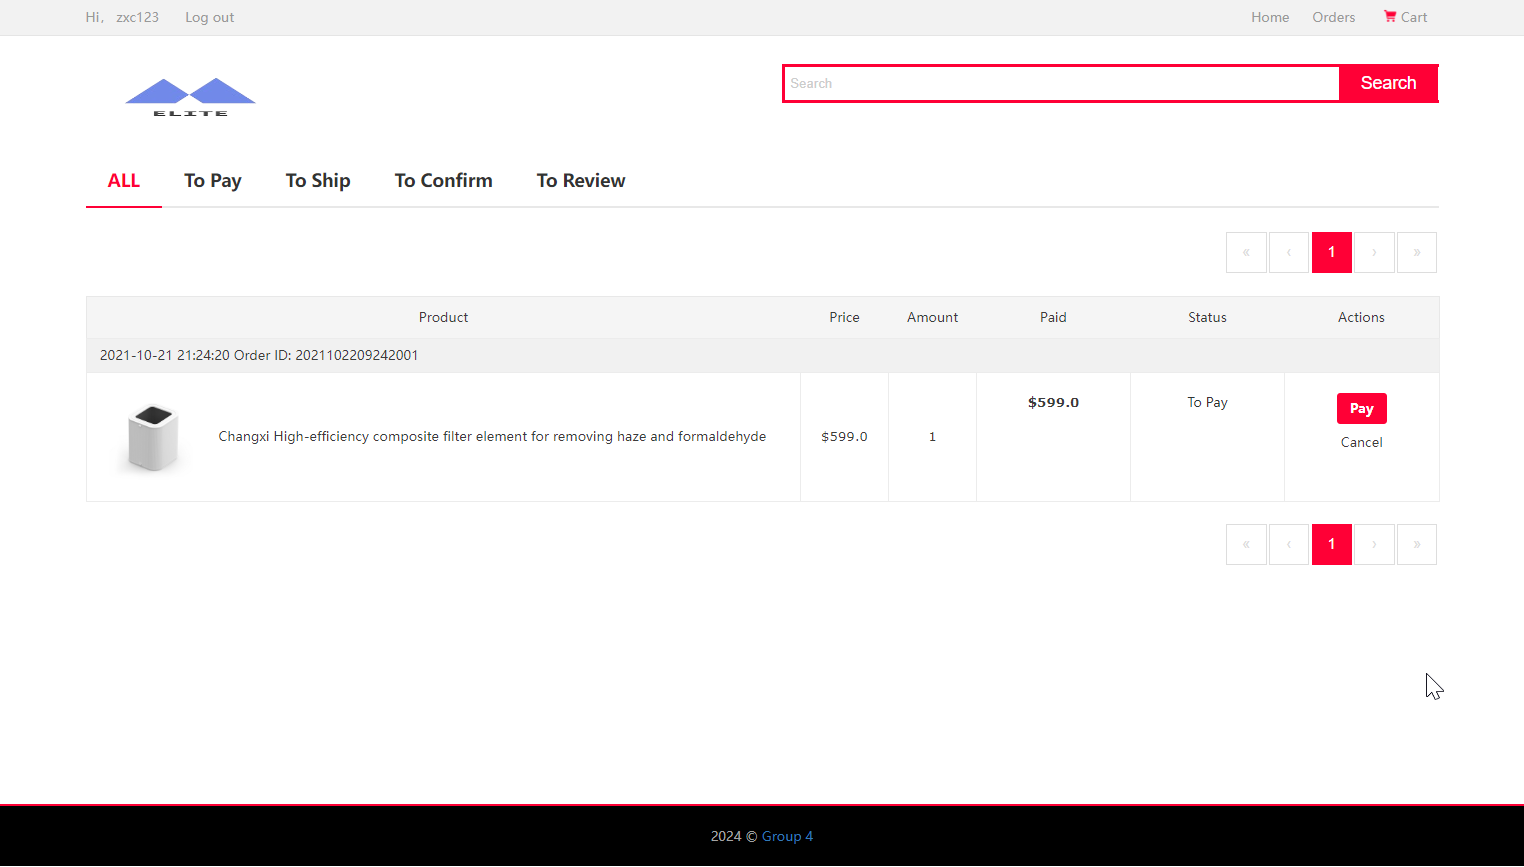 Hi, zxc123 Log out Home Orders Cart
ELITE
Search Search
ALL To Pay To Ship To Confirm To Review
« ‹ 1 › »
Product Price Amount Paid Status Actions
2021-10-21 21:24:20 Order ID: 2021102209242001
$599.0 To Pay Pay
Changxi High-efficiency composite filter element for removing haze and formaldehyde $599.0 1
Cancel
« ‹ 1 › »
2024 © Group 4